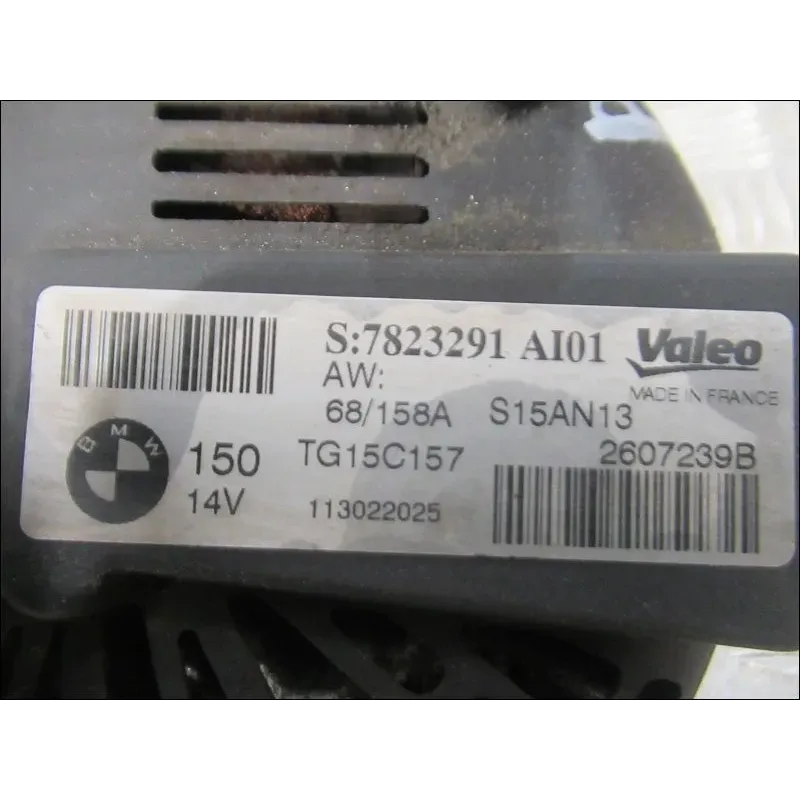 S:7823291 AI01 Valeo
AW:
MADE IN FRANCE
68/158A S15AN13
BMW 150 TG15C157 2607239B
14V 113022025